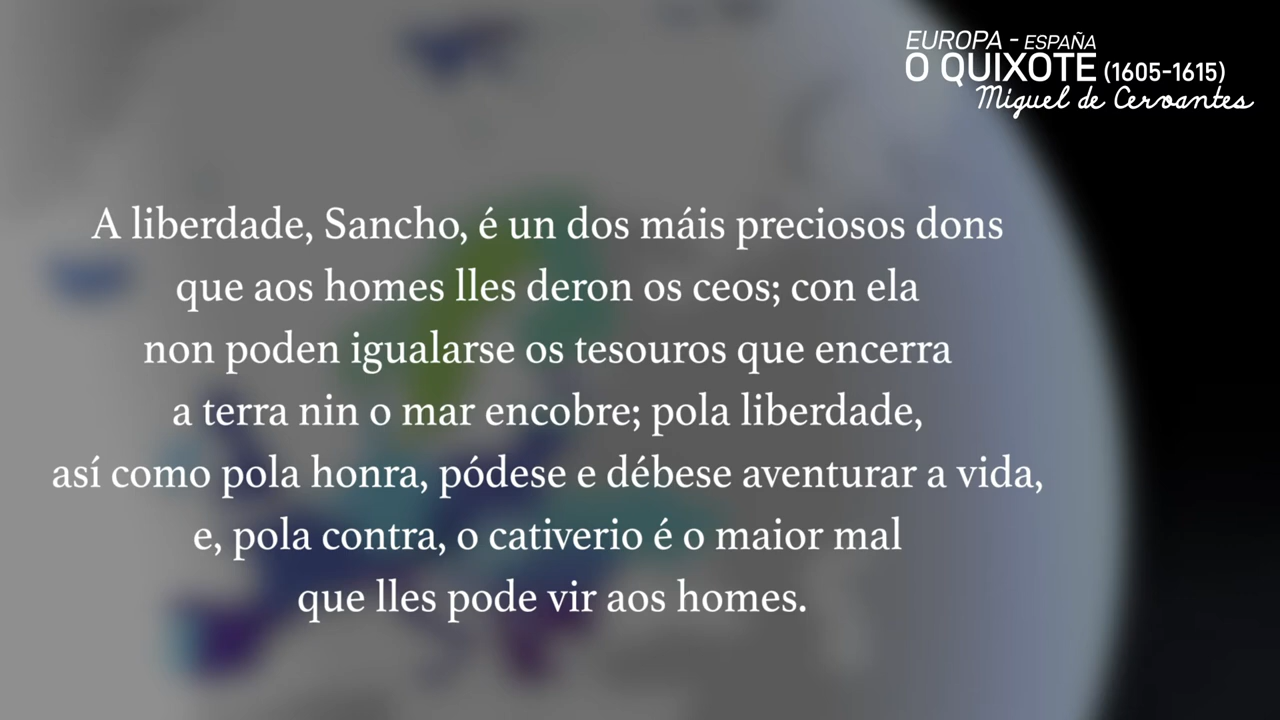 EUROPA - ESPAÑA
O QUIXOTE (1605-1615)
Miguel de Cervantes
A liberdade, Sancho, é un dos máis preciosos dons
que aos homes lles deron os ceos; con ela
non poden igualarse os tesouros que encerra
a terra nin o mar encobre; pola liberdade,
así como pola honra, pódese e débese aventurar a vida,
e, pola contra, o cativerio é o maior mal
que lles pode vir aos homes.